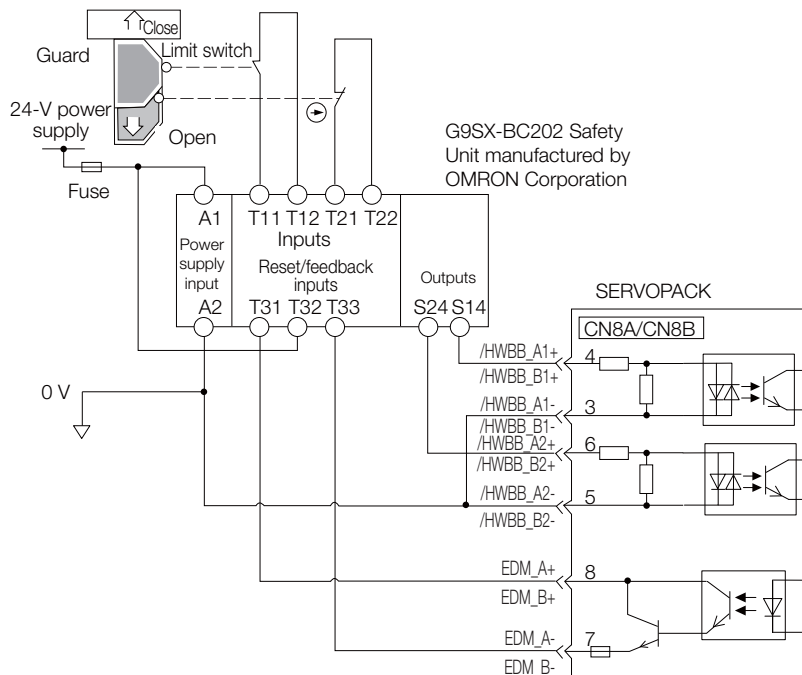 Close
Guard
Limit switch
24-V power
supply
Open
Fuse
G9SX-BC202 Safety
Unit manufactured by
OMRON Corporation
A1
T11 T12 T21 T22
Power
supply
input
Inputs
Reset/feedback
inputs
Outputs
A2
T31 T32 T33
S24 S14
SERVOPACK
CN8A/CN8B
/HWBB_A1+
4
/HWBB_B1+
0 V
/HWBB_A1-
3
/HWBB_B1-
/HWBB_A2+
6
/HWBB_B2+
/HWBB_A2-
5
/HWBB_B2-
EDM_A+
8
EDM_B+
EDM_A-
7
EDM_B-